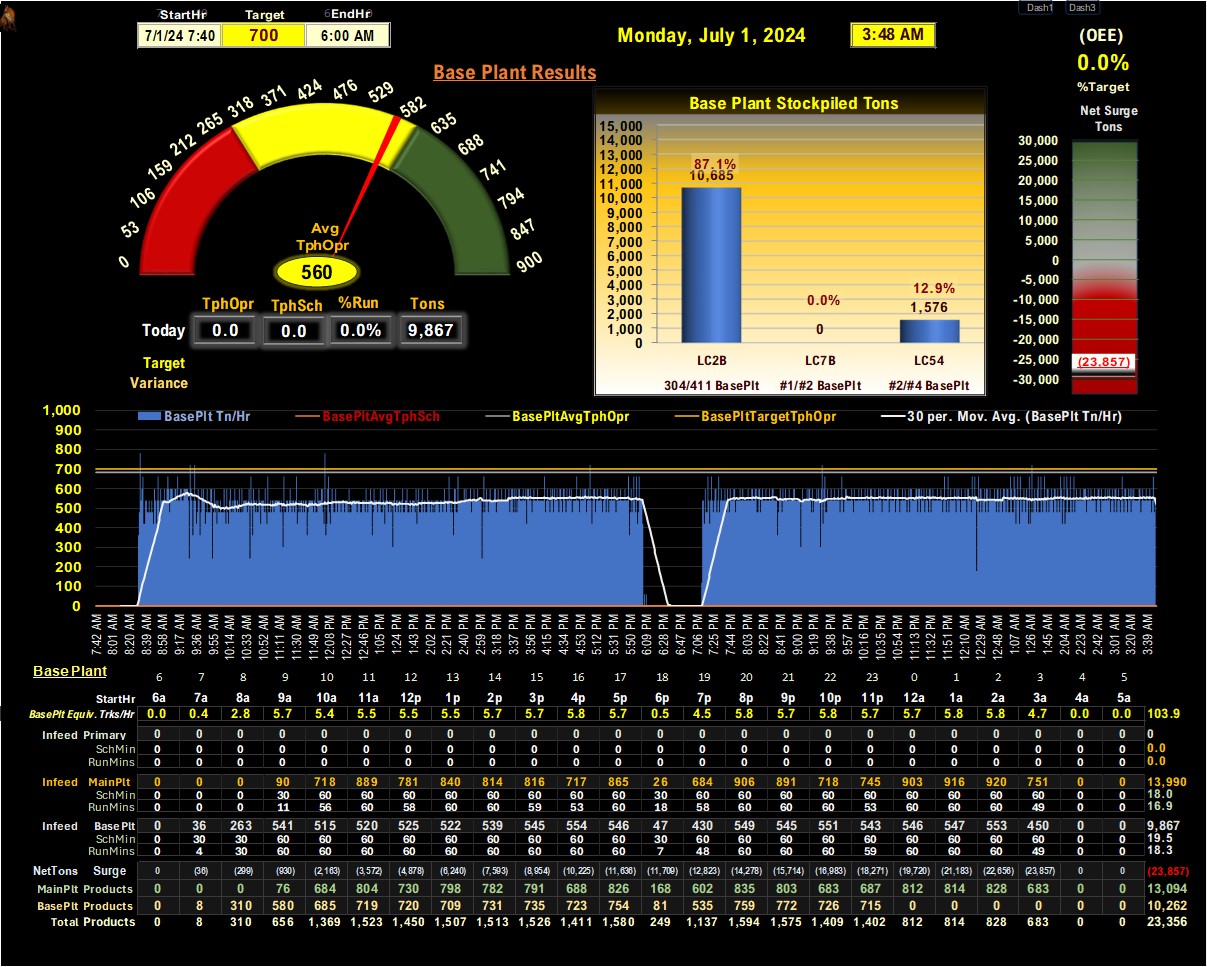 Dash1 Dash3
StartHr Target EndHr
7/1/24 7:40 700 6:00 AM
Monday, July 1, 2024 3:48 AM
(OEE)
0.0%
%Target
Base Plant Results
0 53 106 159 212 265 318 371 424 476 529 582 635 688 741 794 847 900
Avg
TphOpr
560
TphOpr TphSch %Run Tons
Today 0.0 0.0 0.0% 9,867
Target
Variance
Base Plant Stockpiled Tons
15,000
14,000
13,000
12,000
11,000
10,000
9,000
8,000
7,000
6,000
5,000
4,000
3,000
2,000
1,000
0
87.1%
10,685
0.0%
0
12.9%
1,576
LC2B LC7B LC54
304/411 BasePlt #1/#2 BasePlt #2/#4 BasePlt
Net Surge
Tons
30,000
25,000
20,000
15,000
10,000
5,000
0
-5,000
-10,000
-15,000
-20,000
-25,000
-30,000
(23,857)
BasePlt Tn/Hr BasePltAvgTphSch BasePltAvgTphOpr BasePltTargetTphOpr 30 per. Mov. Avg. (BasePlt Tn/Hr)
1,000
900
800
700
600
500
400
300
200
100
0
7:42 AM 8:01 AM 8:20 AM 8:39 AM 8:58 AM 9:17 AM 9:36 AM 9:55 AM 10:14 AM 10:33 AM 10:52 AM 11:11 AM 11:30 AM 11:49 AM 12:08 PM 12:27 PM 12:46 PM 1:05 PM 1:24 PM 1:43 PM 2:02 PM 2:21 PM 2:40 PM 2:59 PM 3:18 PM 3:37 PM 3:56 PM 4:15 PM 4:34 PM 4:53 PM 5:12 PM 5:31 PM 5:50 PM 6:09 PM 6:28 PM 6:47 PM 7:06 PM 7:25 PM 7:44 PM 8:03 PM 8:22 PM 8:41 PM 9:00 PM 9:19 PM 9:38 PM 9:57 PM 10:16 PM 10:35 PM 10:54 PM 11:13 PM 11:32 PM 11:51 PM 12:10 AM 12:29 AM 12:48 AM 1:07 AM 1:26 AM 1:45 AM 2:04 AM 2:23 AM 2:42 AM 3:01 AM 3:20 AM 3:39 AM
Base Plant
6 7 8 9 10 11 12 13 14 15 16 17 18 19 20 21 22 23 0 1 2 3 4 5
StartHr 6a 7a 8a 9a 10a 11a 12p 1p 2p 3p 4p 5p 6p 7p 8p 9p 10p 11p 12a 1a 2a 3a 4a 5a
BasePlt Equiv. Trks/Hr 0.0 0.4 2.8 5.7 5.4 5.5 5.5 5.5 5.7 5.7 5.8 5.7 0.5 4.5 5.8 5.7 5.8 5.7 5.7 5.8 5.8 4.7 0.0 0.0 103.9
Infeed Primary 0 0 0 0 0 0 0 0 0 0 0 0 0 0 0 0 0 0 0 0 0 0 0 0 0
SchMin 0 0 0 0 0 0 0 0 0 0 0 0 0 0 0 0 0 0 0 0 0 0 0 0 0.0
RunMins 0 0 0 0 0 0 0 0 0 0 0 0 0 0 0 0 0 0 0 0 0 0 0 0 0.0
Infeed MainPlt 0 0 0 90 718 889 781 840 814 816 717 865 26 684 906 891 718 745 903 916 920 751 0 0 13,990
SchMin 0 0 0 30 60 60 60 60 60 60 60 60 30 60 60 60 60 60 60 60 60 60 0 0 18.0
RunMins 0 0 0 11 56 60 58 60 60 59 53 60 18 58 60 60 60 53 60 60 60 49 0 0 16.9
Infeed BasePlt 0 36 263 541 515 520 525 522 539 545 554 546 47 430 549 545 551 543 546 547 553 450 0 0 9,867
SchMin 0 30 30 60 60 60 60 60 60 60 60 60 30 60 60 60 60 60 60 60 60 60 0 0 19.5
RunMins 0 4 30 60 60 60 60 60 60 60 60 60 7 48 60 60 60 59 60 60 60 49 0 0 18.3
NetTons Surge 0 (36) (299) (930) (2,163) (3,572) (4,878) (6,240) (7,593) (8,954) (10,225) (11,636) (11,709) (12,823) (14,278) (15,714) (16,983) (18,271) (19,720) (21,183) (22,656) (23,857) 0 0 (23,857)
MainPlt Products 0 0 0 76 684 804 730 798 782 791 688 826 168 602 835 803 683 687 812 814 828 683 0 0 13,094
BasePlt Products 0 8 310 580 685 719 720 709 731 735 723 754 81 535 759 772 726 715 0 0 0 0 0 0 10,262
Total Products 0 8 310 656 1,369 1,523 1,450 1,507 1,513 1,526 1,411 1,580 249 1,137 1,594 1,575 1,409 1,402 812 814 828 683 0 0 23,356